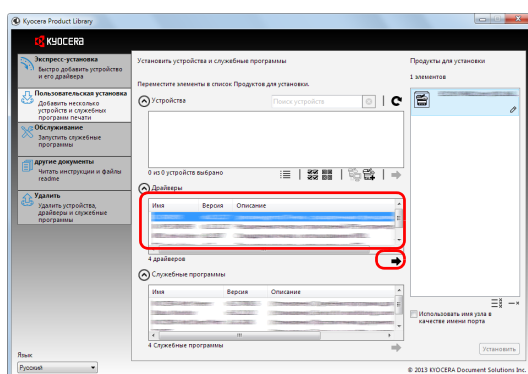 Kyocera Product Library
KYOCERA
Экспресс-установка
Быстро добавить устройство
и его драйвера
Пользовательская установка
Добавить несколько
устройств и служебных
программ печати
Обслуживание
Запустить служебные
программы
другие документы
Читать инструкции и файлы
readme
Удалить
Удалить устройства,
драйверы и служебные
программы
Язык:
Русский
Установить устройства и служебные программы
Переместите элементы в список Продуктов для установки.
Устройства
Поиск устройств
0 из 0 устройств выбрано
Драйверы
Имя Версия Описание
4 драйверов
Служебные программы
Имя Версия Описание
4 Служебные программы
Продукты для установки
1 элементов
Использовать имя узла в
качестве имени порта
Установить
© 2013 KYOCERA Document Solutions Inc.